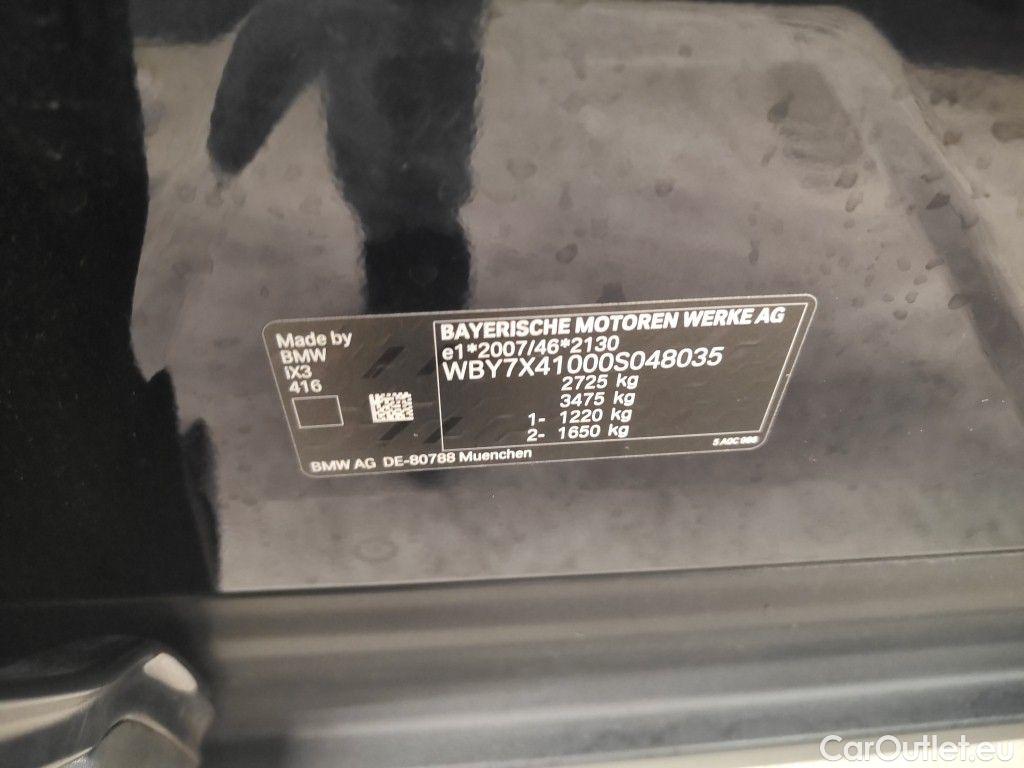 Made by
BMW
IX3
416
BAYERISCHE MOTOREN WERKE AG
e1*2007/46*2130
WBY7X41000S048035
2725 kg
3475 kg
1- 1220 kg
2- 1650 kg
BMW AG DE-80788 Muenchen
CarOutlet.eu